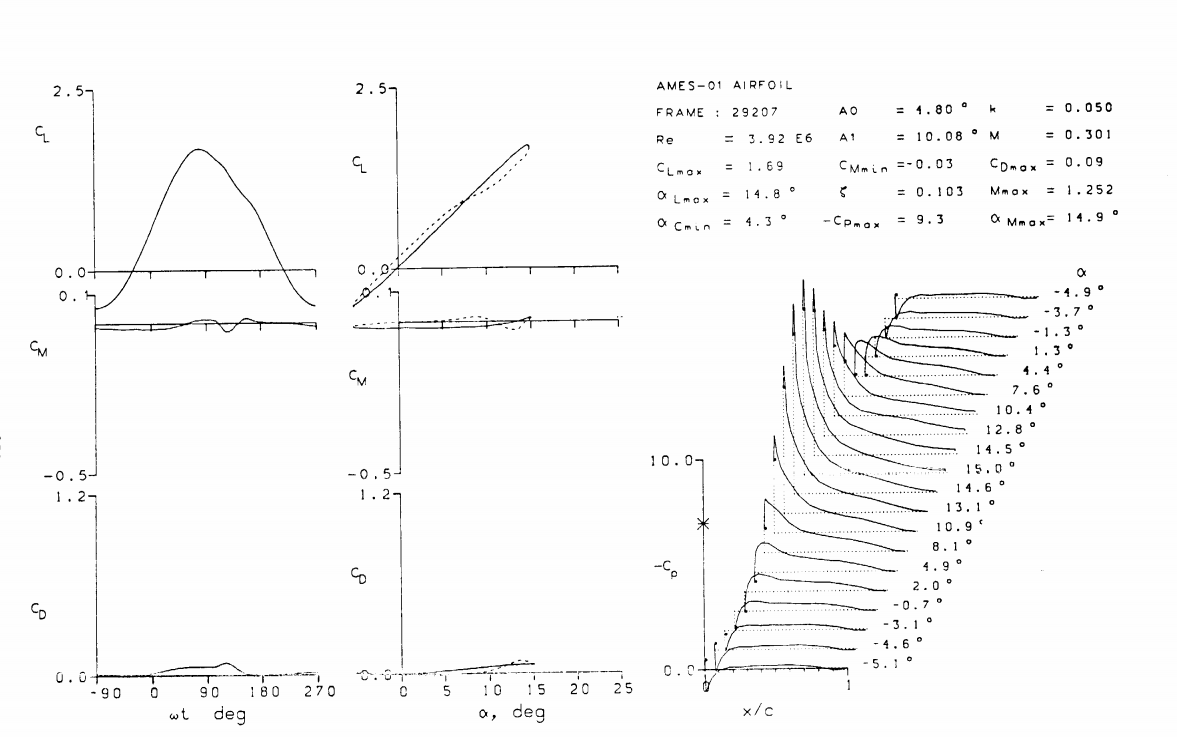 AMES-01 AIRFOIL
FRAME : 29207 A0 = 4.80 ° k = 0.050
Re = 3.92 E6 A1 = 10.08 ° M = 0.301
CLmax = 1.69 CMmin =-0.03 CDmax = 0.09
αLmax = 14.8 ° ζ = 0.103 Mmax = 1.252
αCmin = 4.3 ° -CPmax = 9.3 αMmax= 14.9 °
2.5
CL
0.0
0.1
CM
-0.5
1.2
CD
0.0
-90 0 90 180 270
ωt deg
2.5
CL
0.0
0.1
CM
-0.5
1.2
CD
-0.0
0 5 10 15 20 25
α, deg
α
-4.9 °
-3.7 °
-1.3 °
1.3 °
4.4 °
7.6 °
10.4 °
12.8 °
14.5 °
15.0 °
14.6 °
13.1 °
10.9 °
8.1 °
4.9 °
2.0 °
-0.7 °
-3.1 °
-4.6 °
-5.1 °
10.0
-Cp
0.0
0 1
x/c